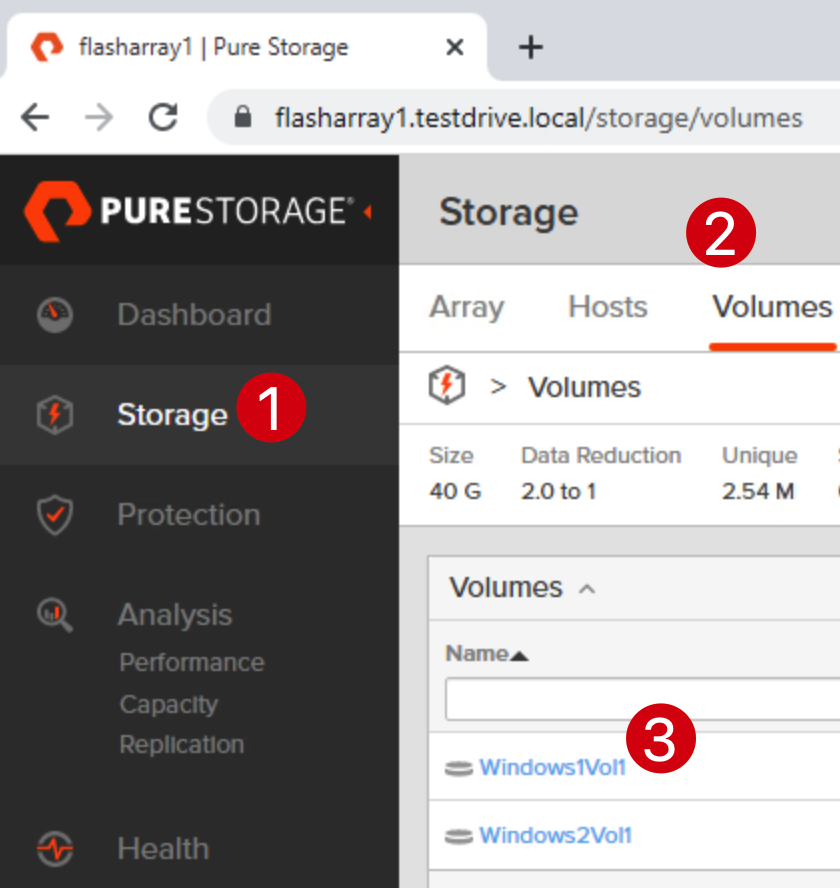 flasharray1 | Pure Storage
flasharray1.testdrive.local/storage/volumes
PURESTORAGE®
Dashboard
Storage 1
Protection
Analysis
Performance
Capacity
Replication
Health
Storage
2
Array Hosts Volumes
> Volumes
Size Data Reduction Unique
40 G 2.0 to 1 2.54 M
Volumes
Name
3
Windows1Vol1
Windows2Vol1